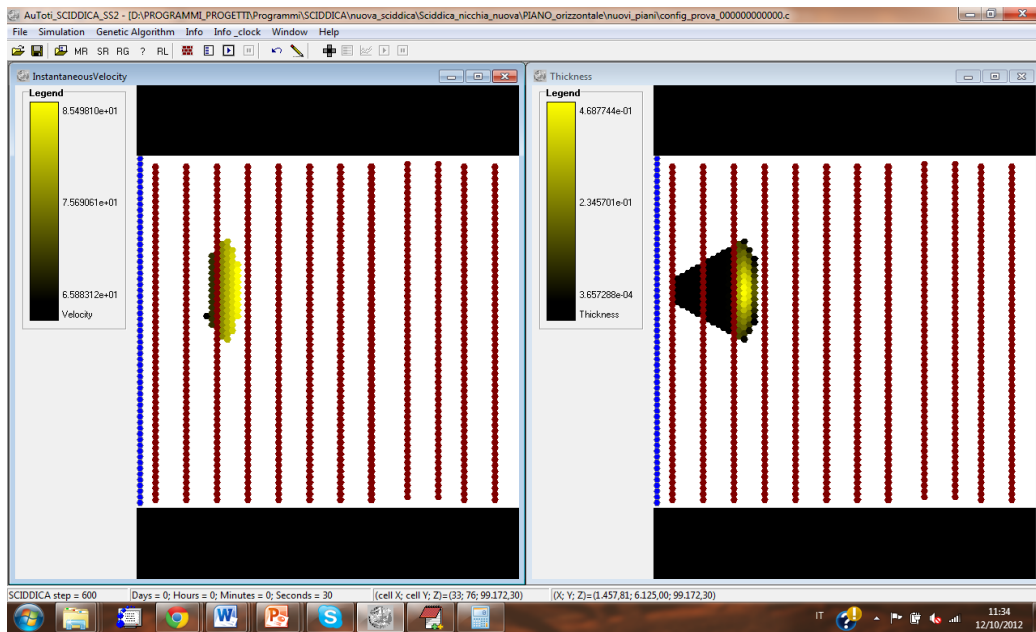 AuToti_SCIDDICA_SS2 - [D:\PROGRAMMI_PROGETTI\Programmi\SCIDDICA\nuova_sciddica\Sciddica_nicchia_nuova\PIANO_orizzontale\nuovi_piani\config_prova_000000000000.c
File Simulation Genetic Algorithm Info Info_clock Window Help
MR SR RG ? RL
InstantaneousVelocity
Legend
8.549810e+01
7.569061e+01
6.588312e+01
Velocity
Thickness
Legend
4.687744e-01
2.345701e-01
3.657288e-04
Thickness
SCIDDICA step = 600 Days = 0; Hours = 0; Minutes = 0; Seconds = 30 (cell X; cell Y; Z)=(33; 76; 99.172,30) (X; Y; Z)=(1.457,81; 6.125,00; 99.172,30)
IT
11:34
12/10/2012